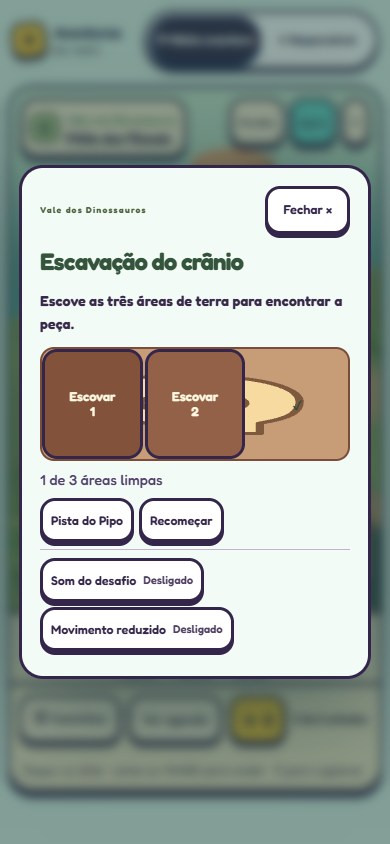 Vale dos Dinossauros
Fechar ×
Escavação do crânio
Escove as três áreas de terra para encontrar a
peça.
Escovar
1
Escovar
2
1 de 3 áreas limpas
Pista do Pipo
Recomeçar
Som do desafio Desligado
Movimento reduzido Desligado